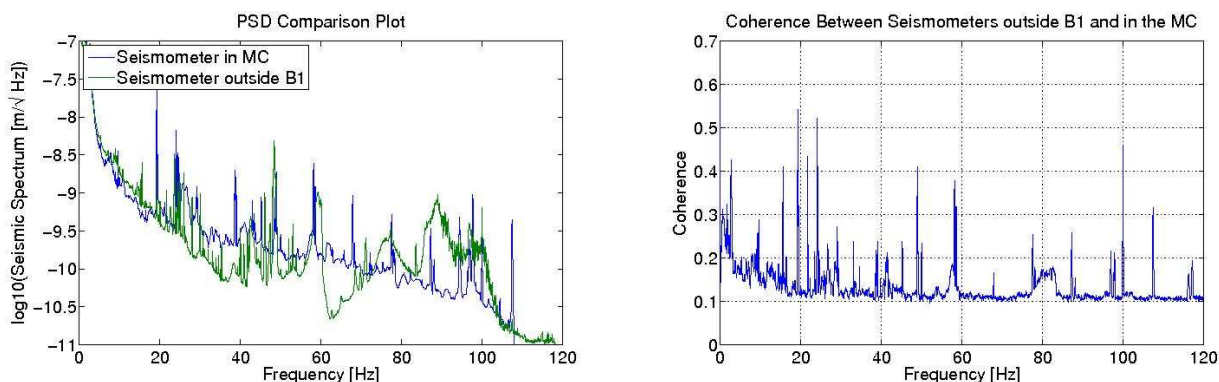 PSD Comparison Plot
Seismometer in MC
Seismometer outside B1
log10(Seismic Spectrum [m/√ Hz])
-7
-7.5
-8
-8.5
-9
-9.5
-10
-10.5
-11
0 20 40 60 80 100 120
Frequency [Hz]
Coherence Between Seismometers outside B1 and in the MC
Coherence
0.7
0.6
0.5
0.4
0.3
0.2
0.1
0
0 20 40 60 80 100 120
Frequency [Hz]